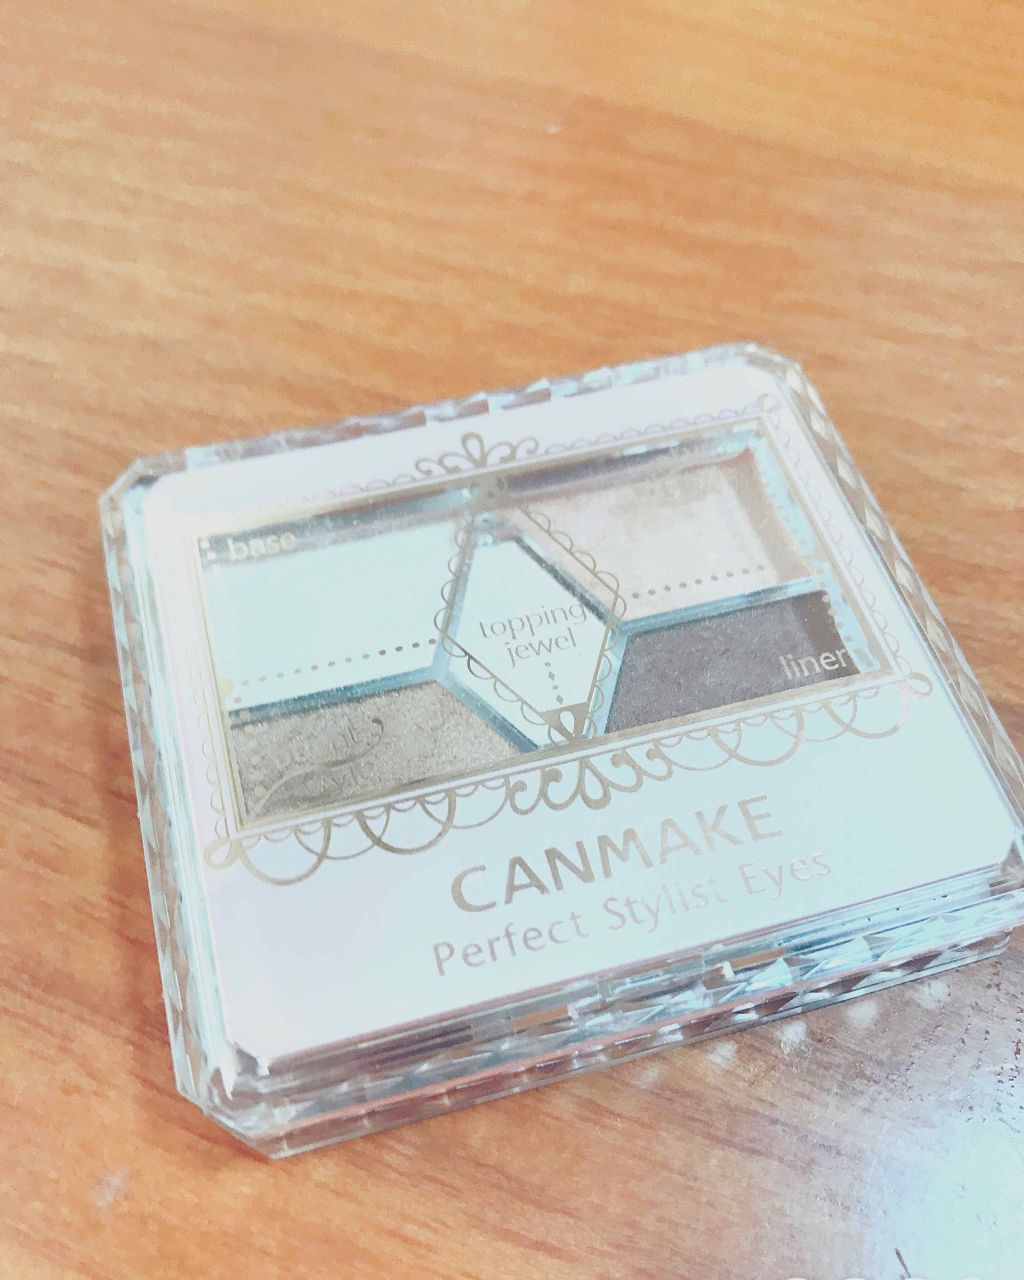 base
topping
jewel
liner
CANMAKE
Perfect Stylist Eyes